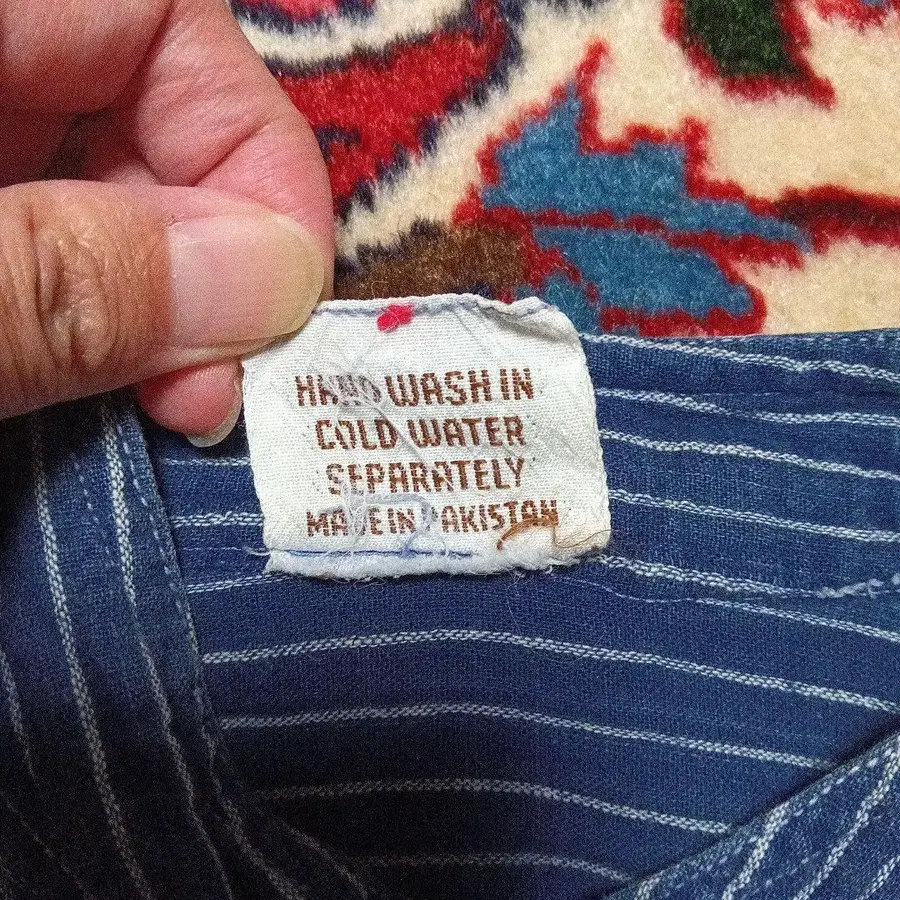 HAND WASH IN
COLD WATER
SEPARATELY
MADE IN PAKISTAN